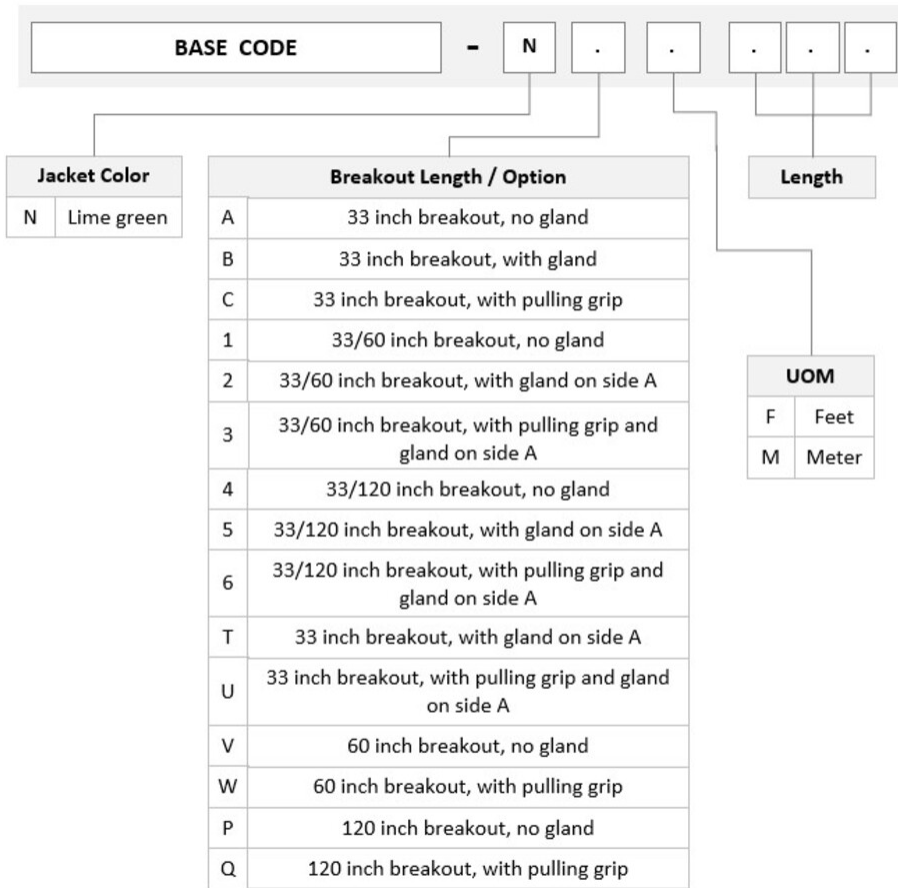 BASE CODE - N . . . . .
Jacket Color
N Lime green
Breakout Length / Option
A 33 inch breakout, no gland
B 33 inch breakout, with gland
C 33 inch breakout, with pulling grip
1 33/60 inch breakout, no gland
2 33/60 inch breakout, with gland on side A
3 33/60 inch breakout, with pulling grip and
gland on side A
4 33/120 inch breakout, no gland
5 33/120 inch breakout, with gland on side A
6 33/120 inch breakout, with pulling grip and
gland on side A
T 33 inch breakout, with gland on side A
U 33 inch breakout, with pulling grip and gland
on side A
V 60 inch breakout, no gland
W 60 inch breakout, with pulling grip
P 120 inch breakout, no gland
Q 120 inch breakout, with pulling grip
Length
UOM
F Feet
M Meter